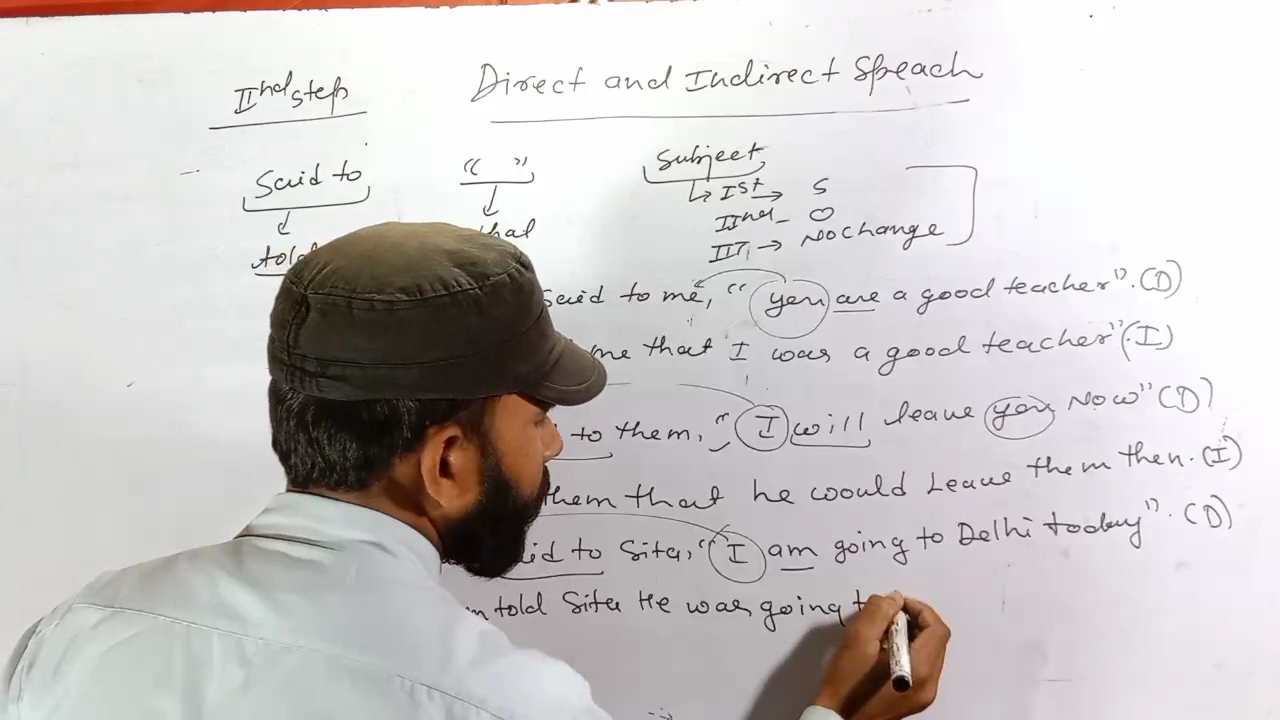 IInd step
Direct and Indirect Speach
Said to
“ ”
Subject
told
→ Ist → S
IInd - O
III → No change
said to me, “ you are a good teacher”. (D)
me that I was a good teacher” (I)
to them, “ I will leave you Now” (D)
them that he would Leave them then. (I)
to Sita, “ I am going to Delhi today”. (D)
told Sita He was going